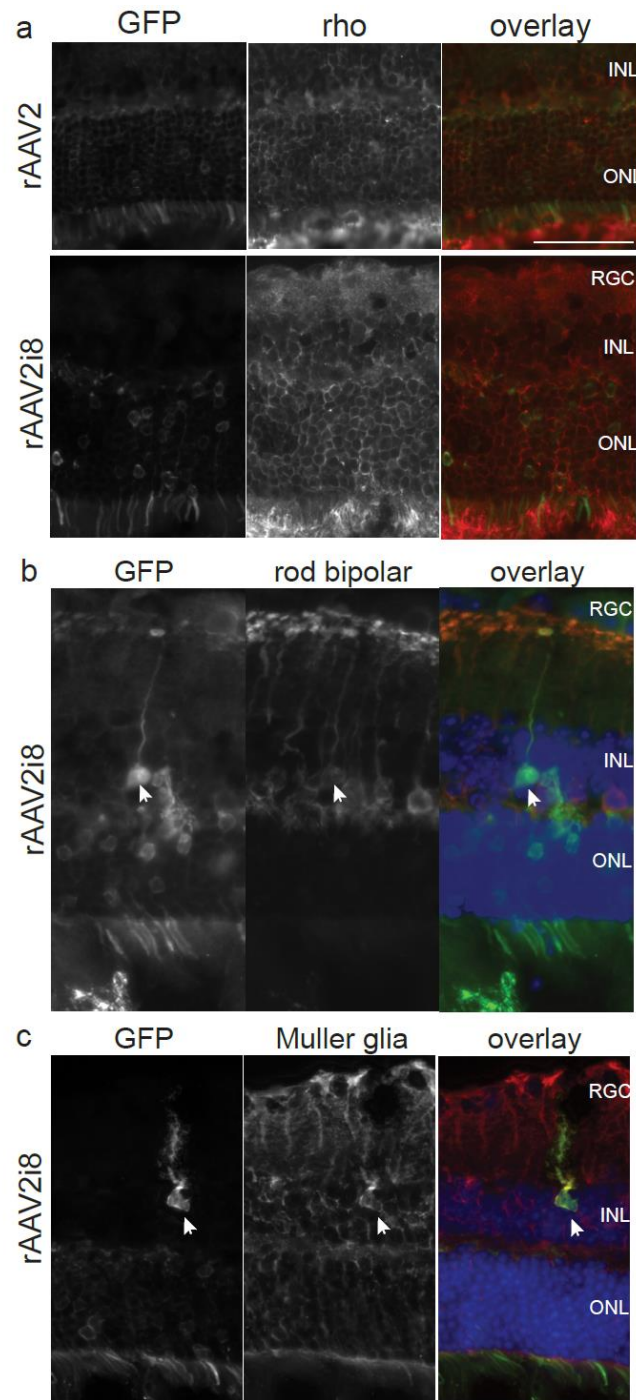 a
GFP rho overlay
rAAV2
INL
ONL
rAAV2i8
RGC
INL
ONL
b
GFP rod bipolar overlay
rAAV2i8
RGC
INL
ONL
c
GFP Muller glia overlay
rAAV2i8
RGC
INL
ONL